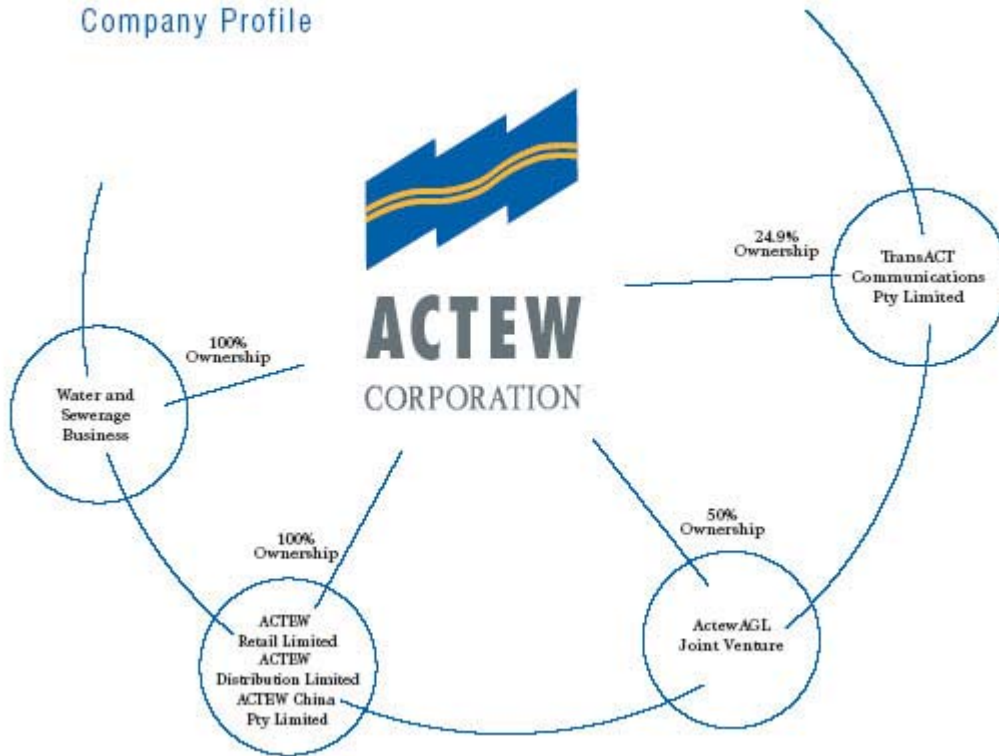 Company Profile
24.9%
Ownership
TransACT
Communications
Pty Limited
ACTEW
CORPORATION
100%
Ownership
Water and
Sewerage
Business
100%
Ownership
ACTEW
Retail Limited
ACTEW
Distribution Limited
ACTEW China
Pty Limited
50%
Ownership
ActewAGL
Joint Venture